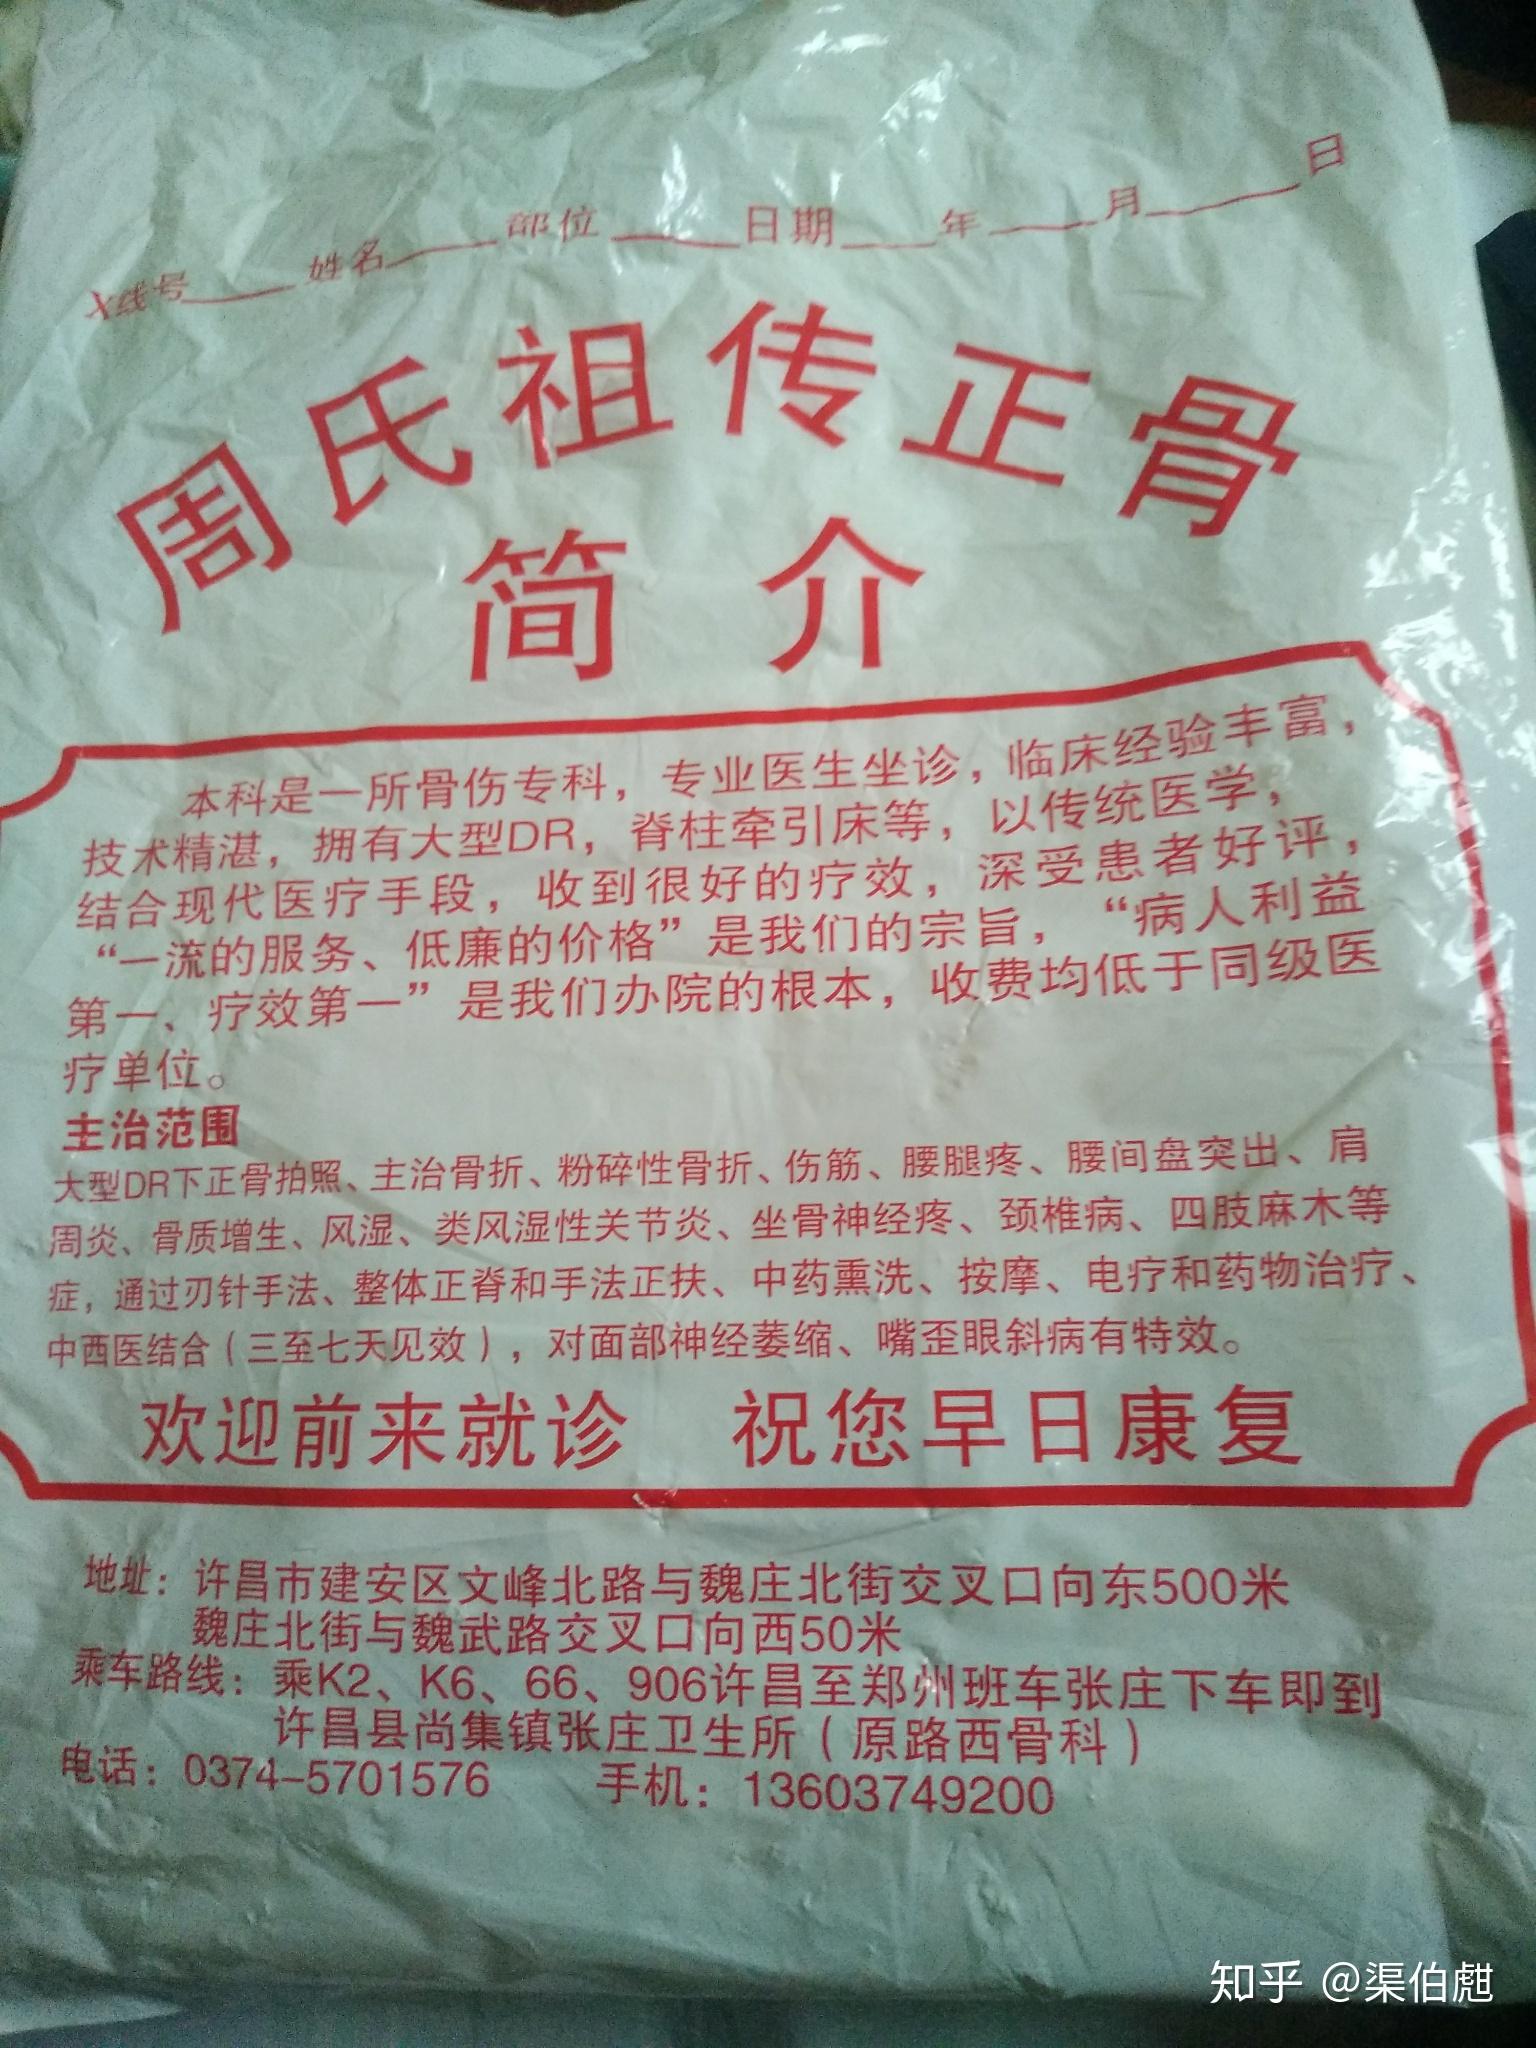 X线号____姓名____部位____日期____年____月____日
周氏祖传正骨
简介
本科是一所骨伤专科，专业医生坐诊，临床经验丰富，
技术精湛，拥有大型DR，脊柱牵引床等，以传统医学，
结合现代医疗手段，收到很好的疗效，深受患者好评，
“一流的服务、低廉的价格”是我们的宗旨，“病人利益
第一、疗效第一”是我们办院的根本，收费均低于同级医
疗单位。
主治范围
大型DR下正骨拍照、主治骨折、粉碎性骨折、伤筋、腰腿疼、腰间盘突出、肩
周炎、骨质增生、风湿、类风湿性关节炎、坐骨神经疼、颈椎病、四肢麻木等
症，通过刃针手法、整体正脊和手法正扶、中药熏洗、按摩、电疗和药物治疗、
中西医结合（三至七天见效），对面部神经萎缩、嘴歪眼斜病有特效。
欢迎前来就诊 祝您早日康复
地址：许昌市建安区文峰北路与魏庄北街交叉口向东500米
魏庄北街与魏武路交叉口向西50米
乘车路线：乘K2、K6、66、906许昌至郑州班车张庄下车即到
许昌县尚集镇张庄卫生所（原路西骨科）
电话：0374-5701576 手机：13603749200
知乎 @渠伯甝